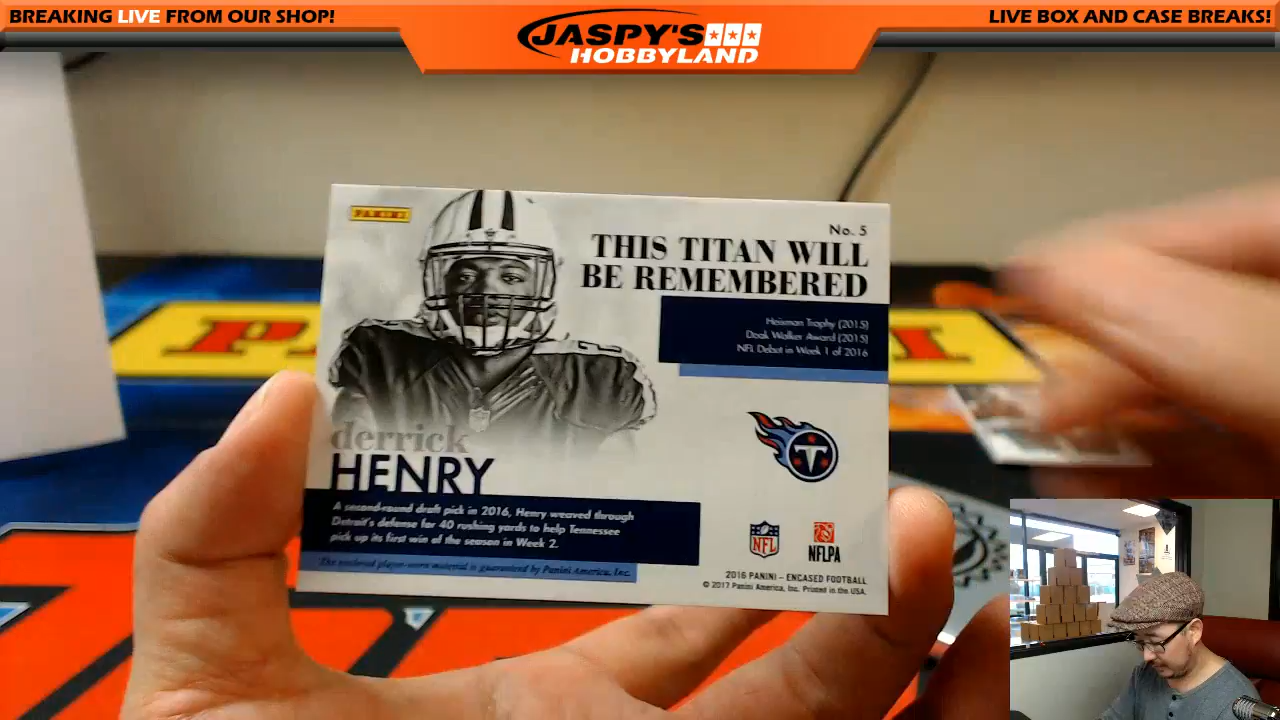 BREAKING LIVE FROM OUR SHOP!
JASPY'S
HOBBYLAND
LIVE BOX AND CASE BREAKS!
PANINI
No. 5
THIS TITAN WILL
BE REMEMBERED
Heisman Trophy (2015)
Doak Walker Award (2015)
NFL Debut in Week 1 of 2016
derrick
HENRY
T
A second-round draft pick in 2016, Henry weaved through
Detroit's defense for 40 rushing yards to help Tennessee
pick up its first win of the season in Week 2.
The enclosed player-worn material is guaranteed by Panini America, Inc.
NFL
NFLPA
2016 PANINI – ENCASED FOOTBALL
© 2017 Panini America, Inc. Printed in the USA.